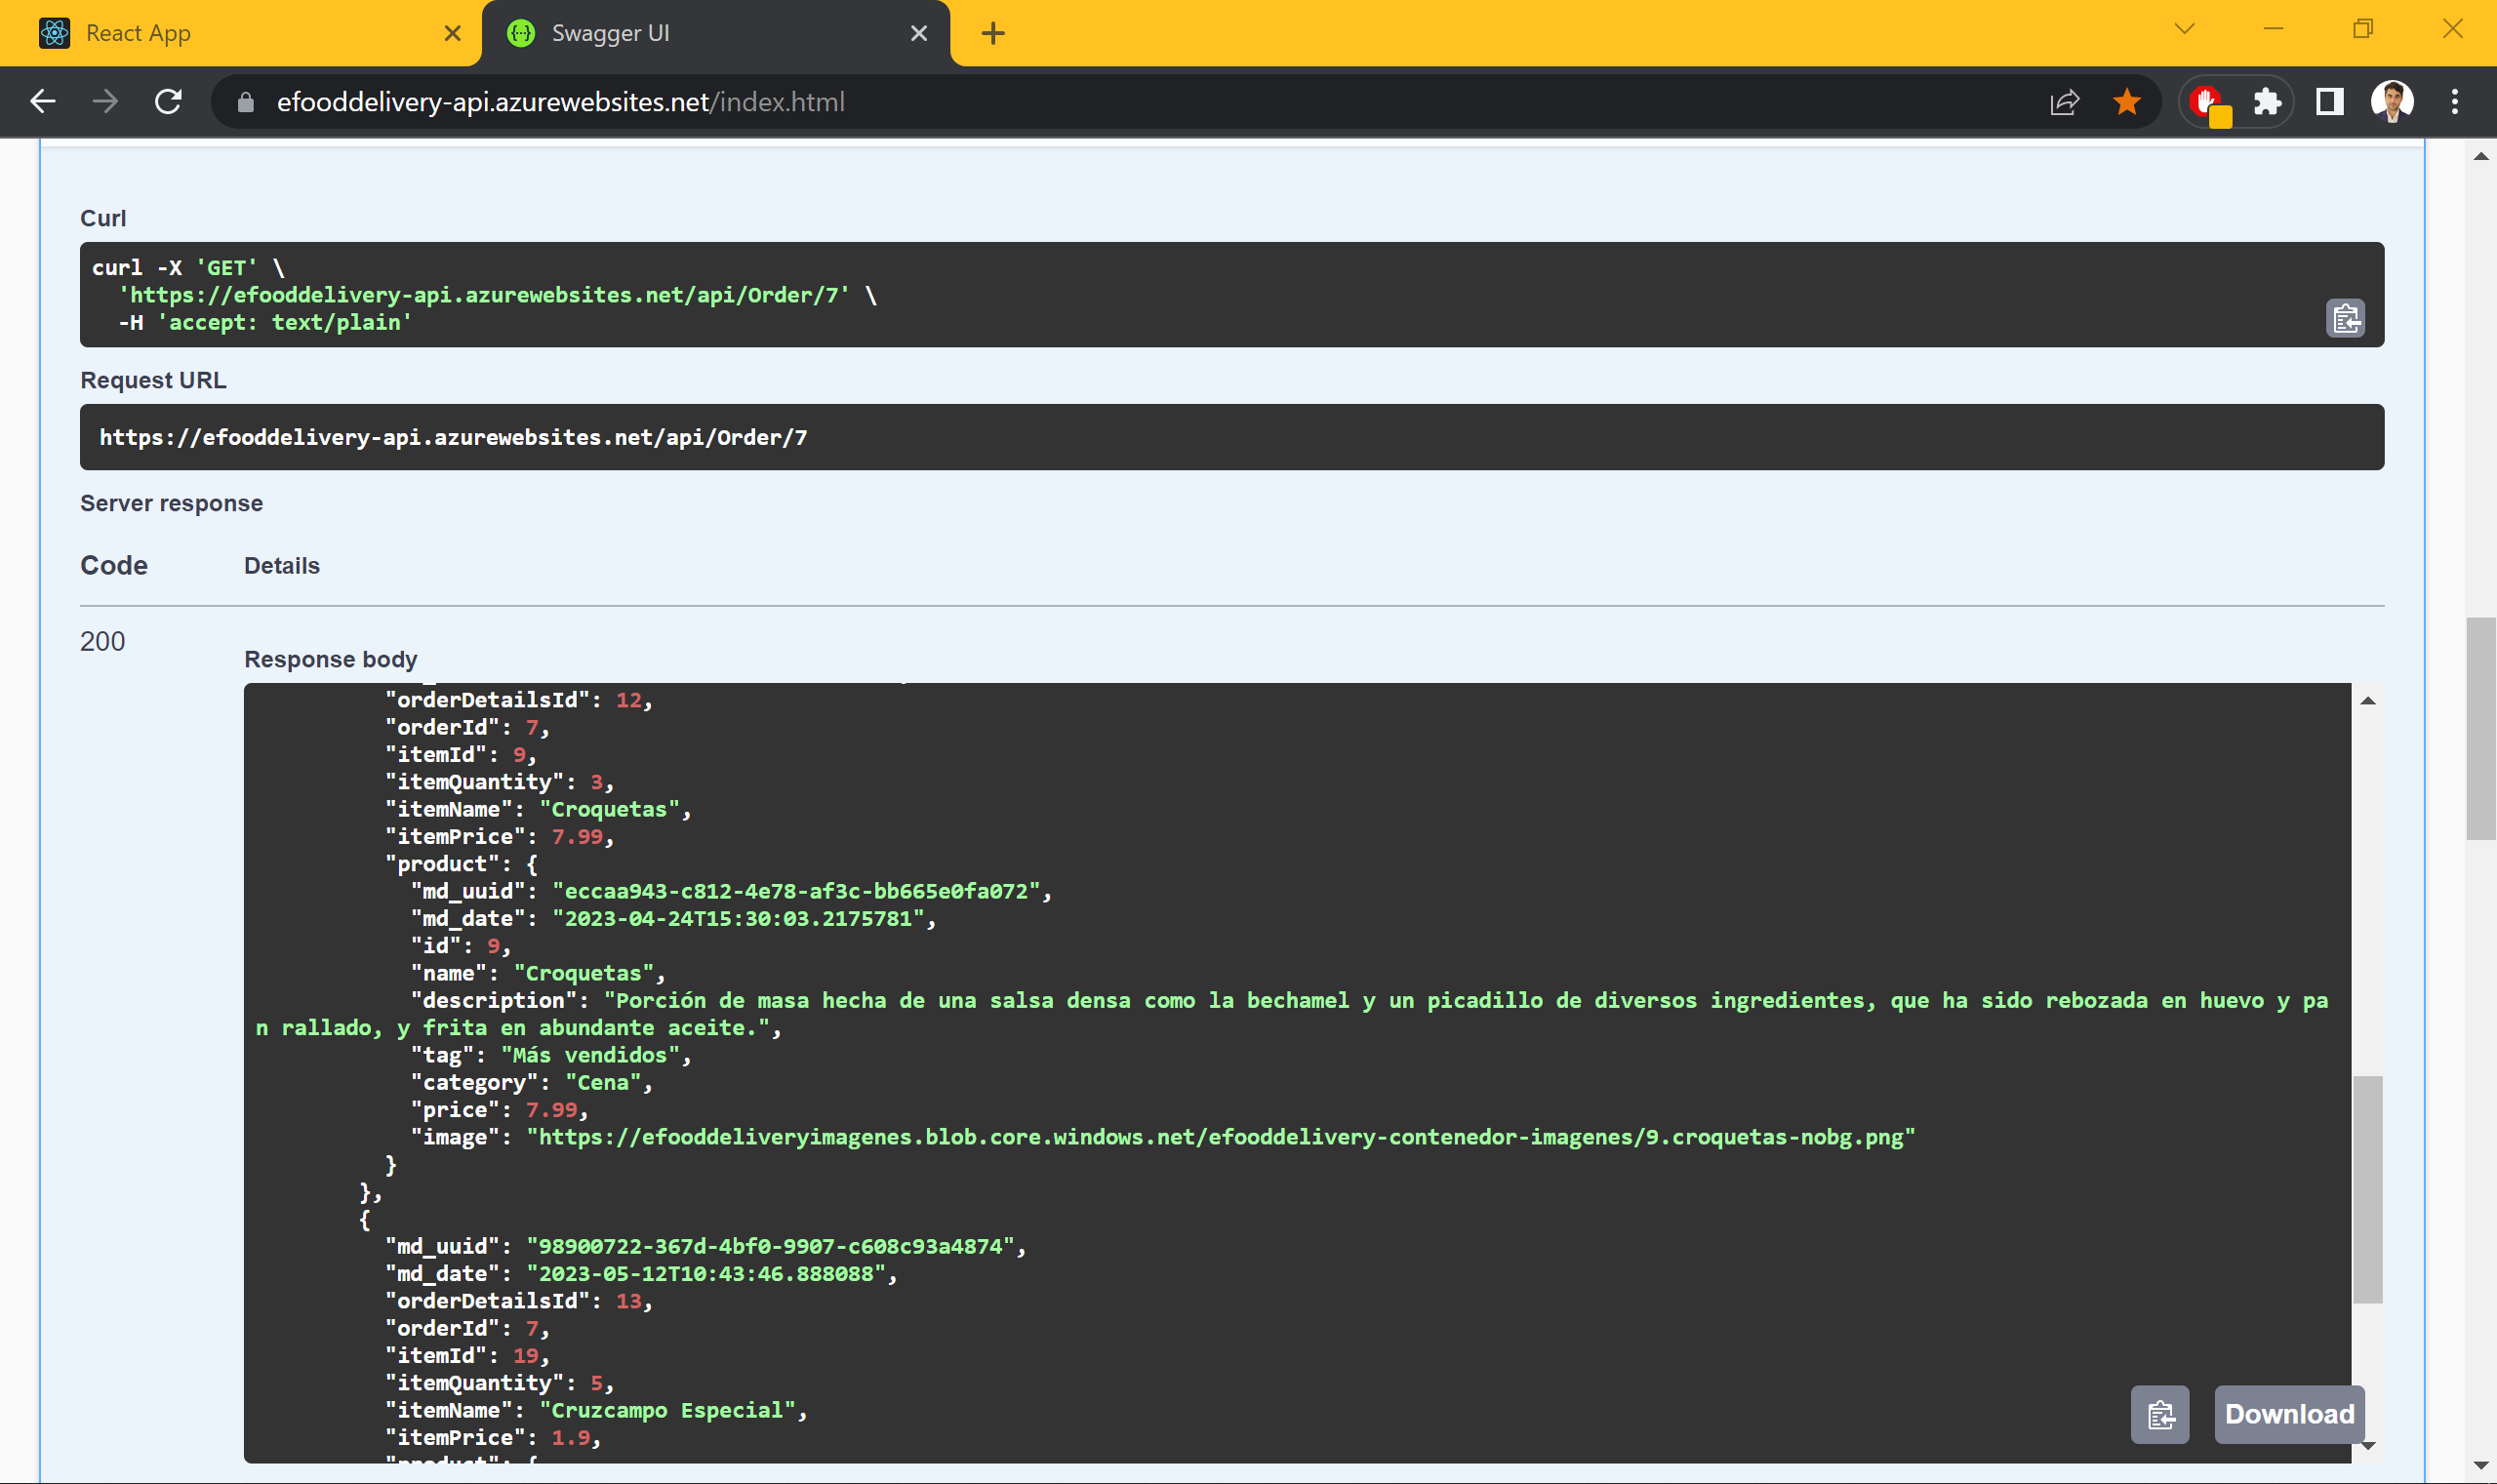 React App
Swagger UI
efooddelivery-api.azurewebsites.net/index.html
Curl
curl -X 'GET' \
'https://efooddelivery-api.azurewebsites.net/api/Order/7' \
-H 'accept: text/plain'
Request URL
https://efooddelivery-api.azurewebsites.net/api/Order/7
Server response
Code Details
200
Response body
"orderDetailsId": 12,
"orderId": 7,
"itemId": 9,
"itemQuantity": 3,
"itemName": "Croquetas",
"itemPrice": 7.99,
"product": {
"md_uuid": "eccaa943-c812-4e78-af3c-bb665e0fa072",
"md_date": "2023-04-24T15:30:03.2175781",
"id": 9,
"name": "Croquetas",
"description": "Porción de masa hecha de una salsa densa como la bechamel y un picadillo de diversos ingredientes, que ha sido rebozada en huevo y pa
n rallado, y frita en abundante aceite.",
"tag": "Más vendidos",
"category": "Cena",
"price": 7.99,
"image": "https://efooddeliveryimagenes.blob.core.windows.net/efooddelivery-contenedor-imagenes/9.croquetas-nobg.png"
}
},
{
"md_uuid": "98900722-367d-4bf0-9907-c608c93a4874",
"md_date": "2023-05-12T10:43:46.888088",
"orderDetailsId": 13,
"orderId": 7,
"itemId": 19,
"itemQuantity": 5,
"itemName": "Cruzcampo Especial",
"itemPrice": 1.9,
"product": {
Download